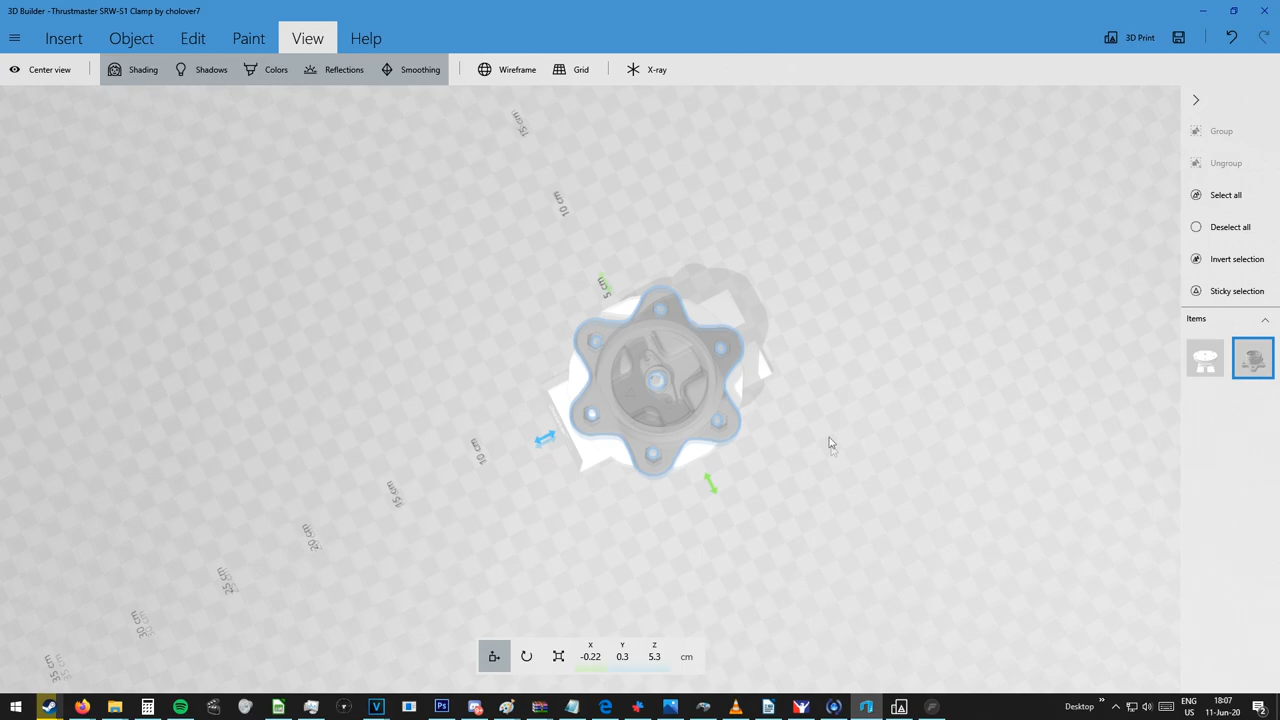 3D Builder -Thrustmaster SRW-S1 Clamp by cholover7
Insert Object Edit Paint View Help
3D Print
Center view Shading Shadows Colors Reflections Smoothing Wireframe Grid X-ray
15 cm
10 cm
5 cm
10 cm
15 cm
20 cm
25 cm
30 cm
35 cm
Group
Ungroup
Select all
Deselect all
Invert selection
Sticky selection
Items
X Y Z
-0.22 0.3 5.3 cm
Desktop
ENG
US
18:07
11-Jun-20